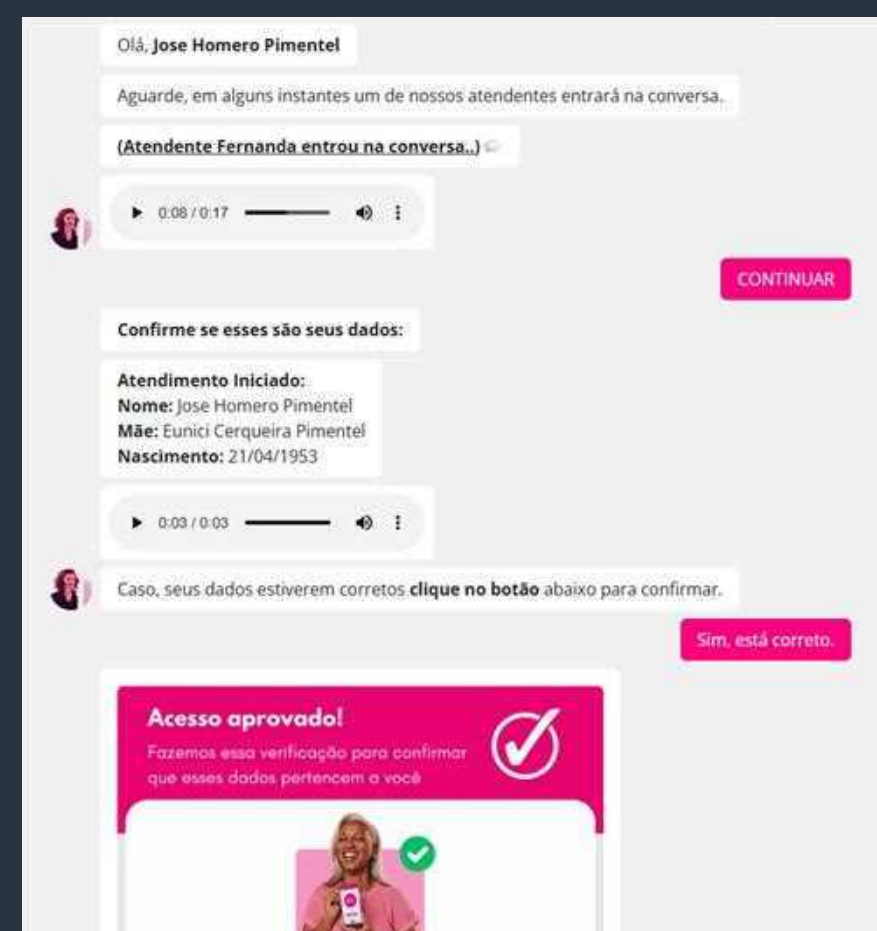 Olá, Jose Homero Pimentel
Aguarde, em alguns instantes um de nossos atendentes entrará na conversa.
(Atendente Fernanda entrou na conversa..)
0:08 / 0:17
CONTINUAR
Confirme se esses são seus dados:
Atendimento Iniciado:
Nome: Jose Homero Pimentel
Mãe: Eunici Cerqueira Pimentel
Nascimento: 21/04/1953
0:03 / 0:03
Caso, seus dados estiverem corretos clique no botão abaixo para confirmar.
Sim, está correto.
Acesso aprovado!
Fazemos essa verificação para confirmar
que esses dados pertencem a você